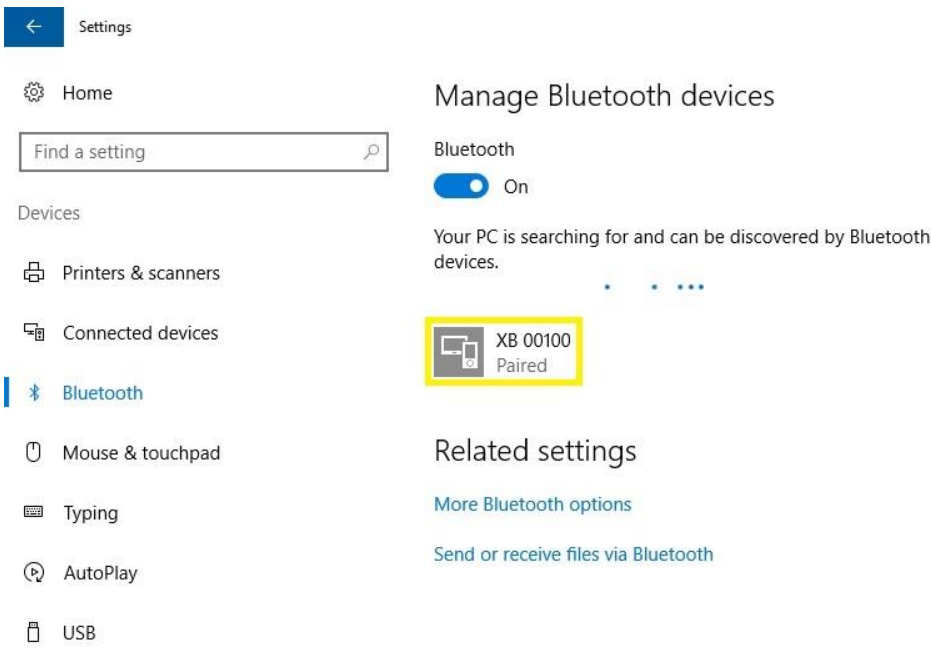 Settings
Home
Find a setting
Devices
Printers & scanners
Connected devices
Bluetooth
Mouse & touchpad
Typing
AutoPlay
USB
Manage Bluetooth devices
Bluetooth
On
Your PC is searching for and can be discovered by Bluetooth
devices.
XB 00100
Paired
Related settings
More Bluetooth options
Send or receive files via Bluetooth